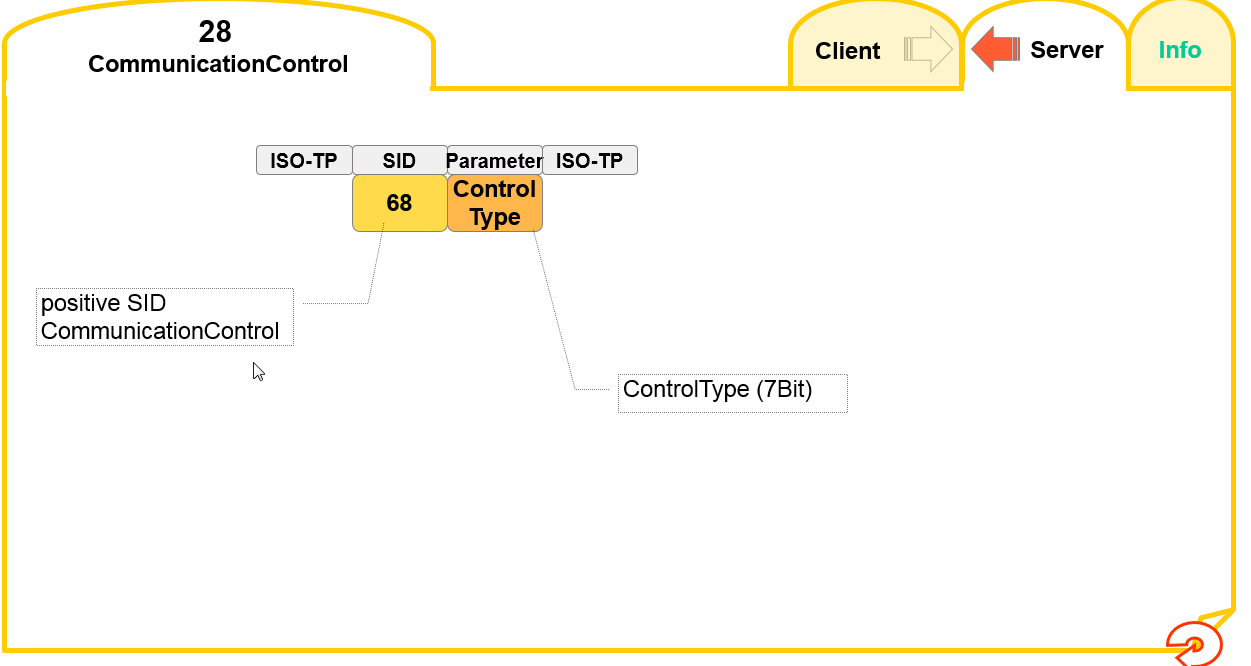 28
CommunicationControl
Client
Server
Info
ISO-TP
SID
Parameter
ISO-TP
68
Control
Type
positive SID
CommunicationControl
ControlType (7Bit)